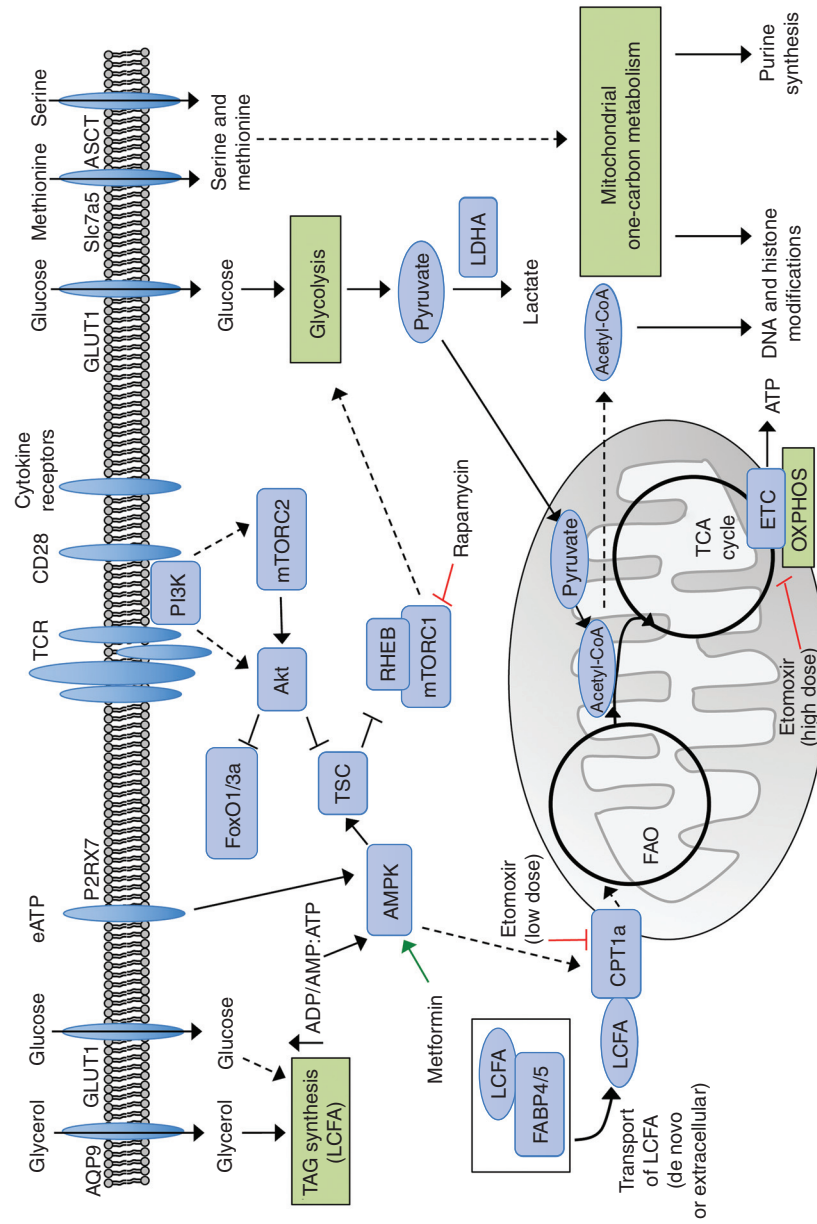 Glycerol
AQP9
Glucose
GLUT1
eATP
P2RX7
TCR
CD28
Cytokine
receptors
Glucose
GLUT1
Methionine
Slc7a5
Serine
ASCT
Glycerol
Glucose
TAG synthesis
(LCFA)
ADP/AMP:ATP
PI3K
mTORC2
Akt
FoxO1/3a
TSC
RHEB
mTORC1
Rapamycin
AMPK
Metformin
Glucose
Glycolysis
Pyruvate
LDHA
Lactate
Serine and
methionine
Mitochondrial
one-carbon metabolism
Purine
synthesis
DNA and histone
modifications
Acetyl-CoA
LCFA
FABP4/5
Transport
of LCFA
(de novo
or extracellular)
LCFA
CPT1a
Etomoxir
(low dose)
FAO
Acetyl-CoA
Pyruvate
TCA
cycle
ETC
OXPHOS
ATP
Etomoxir
(high dose)